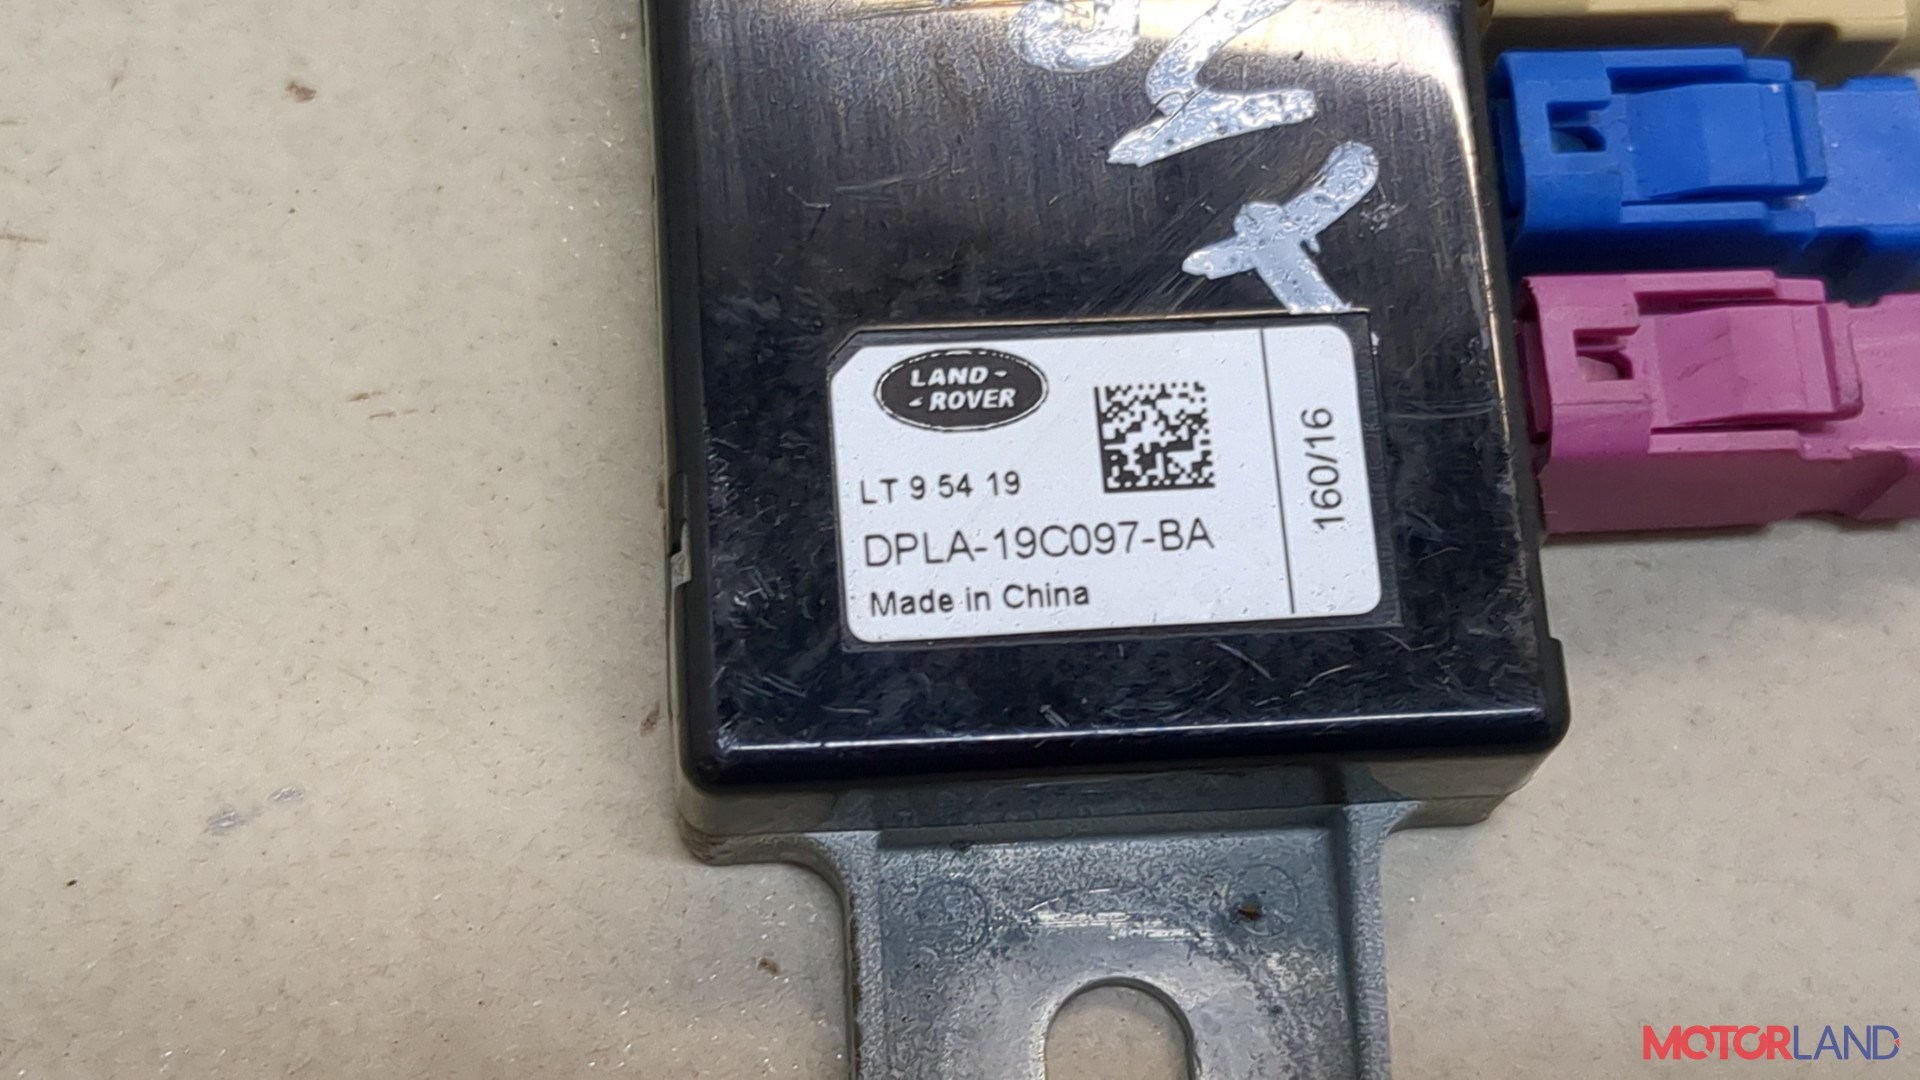 LAND-
-ROVER
LT 9 54 19
DPLA-19C097-BA
Made in China
160/16
MOTORLAND